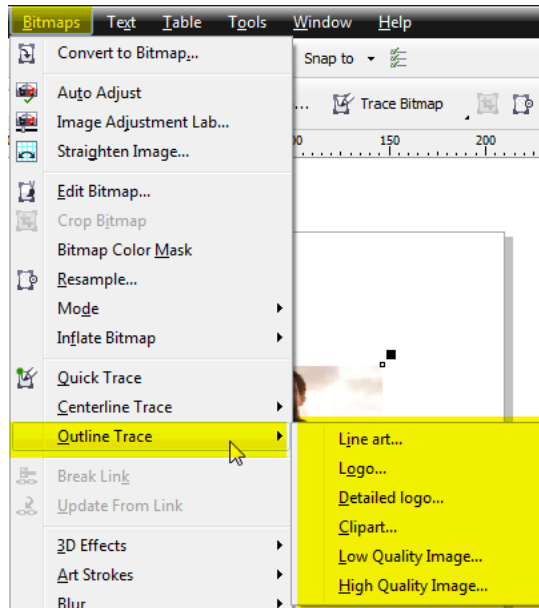 Bitmaps Text Table Tools Window Help
Convert to Bitmap...
Snap to
Auto Adjust
... Trace Bitmap
Image Adjustment Lab...
Straighten Image...
150 200
Edit Bitmap...
Crop Bitmap
Bitmap Color Mask
Resample...
Mode
Inflate Bitmap
Quick Trace
Centerline Trace
Outline Trace
Line art...
Logo...
Break Link
Detailed logo...
Update From Link
Clipart...
3D Effects
Low Quality Image...
Art Strokes
High Quality Image...
Blur